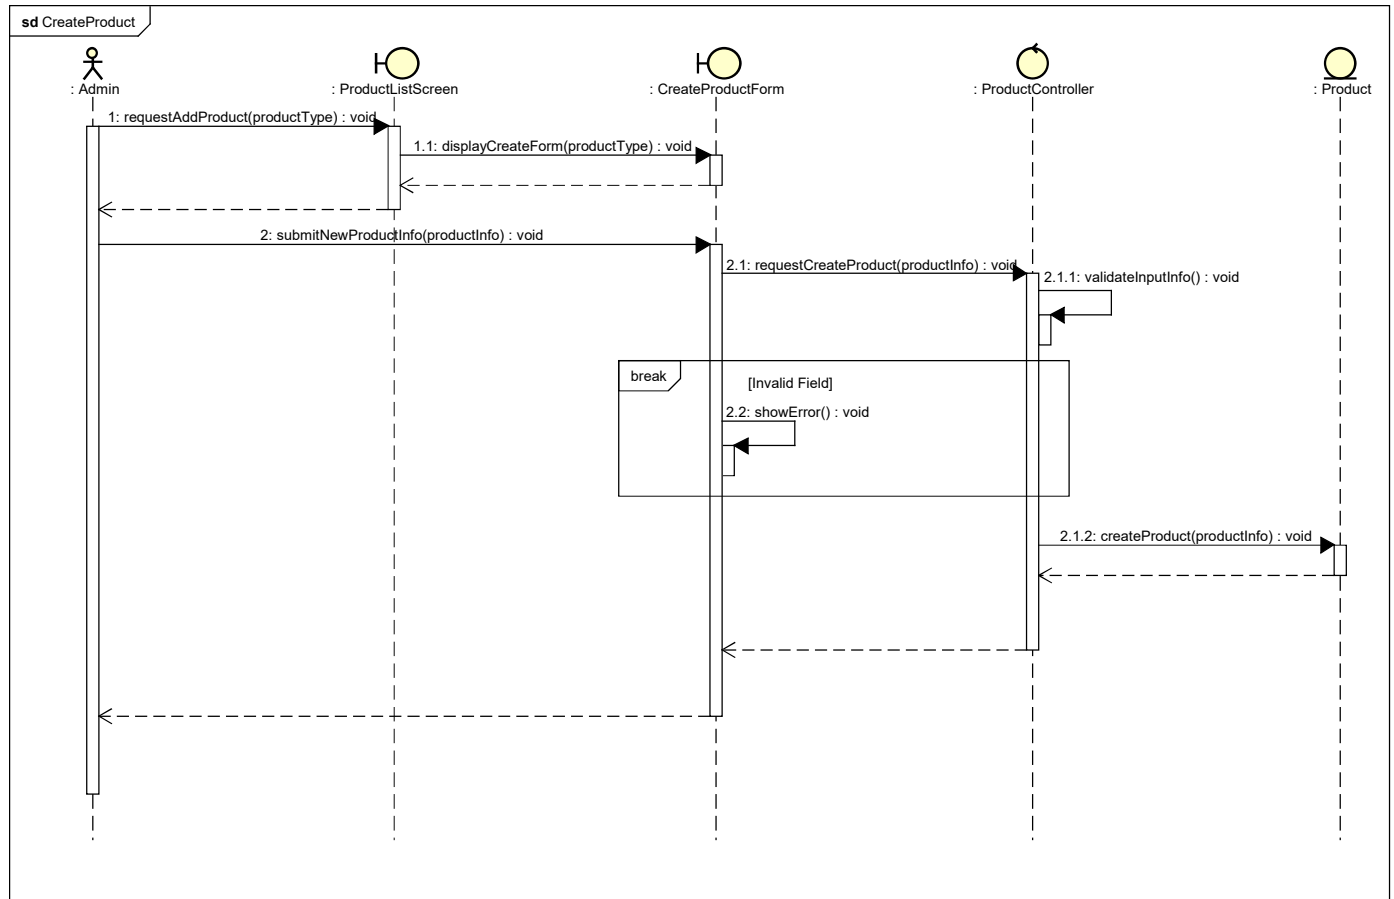 sd CreateProduct
: Admin
: ProductListScreen
: CreateProductForm
: ProductController
: Product
1: requestAddProduct(productType) : void
1.1: displayCreateForm(productType) : void
2: submitNewProductInfo(productInfo) : void
2.1: requestCreateProduct(productInfo) : void
2.1.1: validateInputInfo() : void
break
[Invalid Field]
2.2: showError() : void
2.1.2: createProduct(productInfo) : void